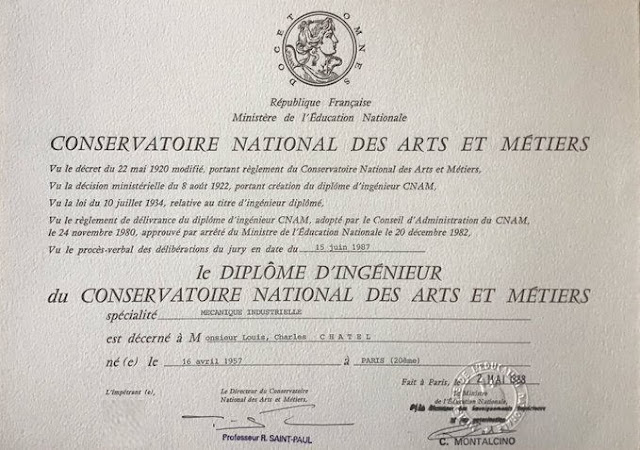 DOCET OMNES
République Française
Ministère de l'Éducation Nationale
CONSERVATOIRE NATIONAL DES ARTS ET MÉTIERS
Vu le décret du 22 mai 1920 modifié, portant règlement du Conservatoire National des Arts et Métiers,
Vu la décision ministérielle du 8 août 1922, portant création du diplôme d'ingénieur CNAM,
Vu la loi du 10 juillet 1934, relative au titre d'ingénieur diplômé,
Vu le règlement de délivrance du diplôme d'ingénieur CNAM, adopté par le Conseil d'Administration du CNAM,
le 24 novembre 1980, approuvé par arrêté du Ministre de l'Éducation Nationale le 20 décembre 1982,
Vu le procès-verbal des délibérations du jury en date du 15 juin 1987
le DIPLÔME D'INGÉNIEUR
du CONSERVATOIRE NATIONAL DES ARTS ET MÉTIERS
spécialité MECANIQUE INDUSTRIELLE
est décerné à Monsieur Louis, Charles CHATEL
né(e) le 16 avril 1957 à PARIS (20ème)
Fait à Paris, le 2 MAI 1988
L'Impétrant (e),
Le Directeur du Conservatoire
National des Arts et Métiers,
le Ministre
de l'Éducation Nationale,
Professeur R. SAINT-PAUL
C. MONTALCINO